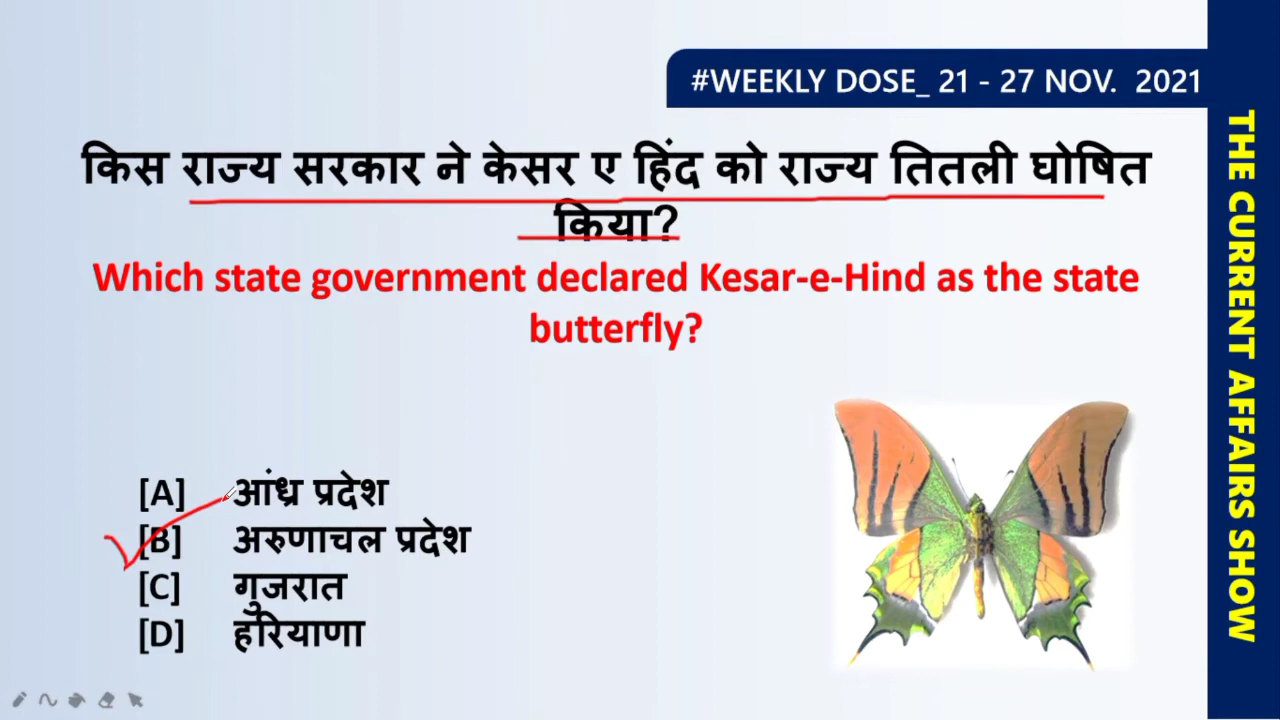 #WEEKLY DOSE_ 21 - 27 NOV. 2021
किस राज्य सरकार ने केसर ए हिंद को राज्य तितली घोषित
किया?
Which state government declared Kesar-e-Hind as the state
butterfly?
[A] आंध्र प्रदेश
[B] अरुणाचल प्रदेश
[C] गुजरात
[D] हरियाणा
THE CURRENT AFFAIRS SHOW